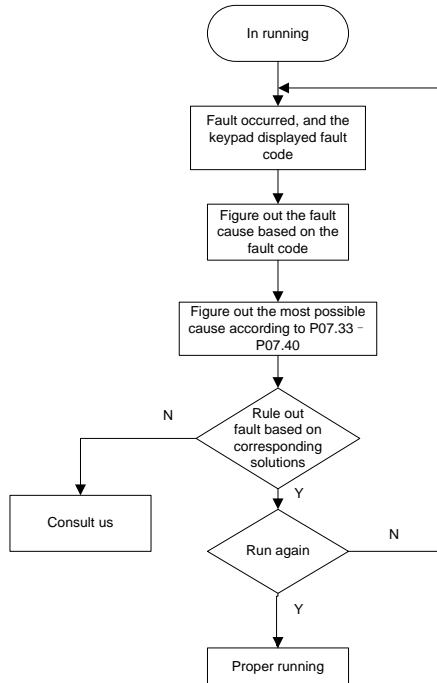 In running
Fault occurred, and the
keypad displayed fault
code
Figure out the fault
cause based on the
fault code
Figure out the most possible
cause according to P07.33–
P07.40
N
Rule out
fault based on
corresponding
solutions
Y
Consult us
Run again
N
Y
Proper running